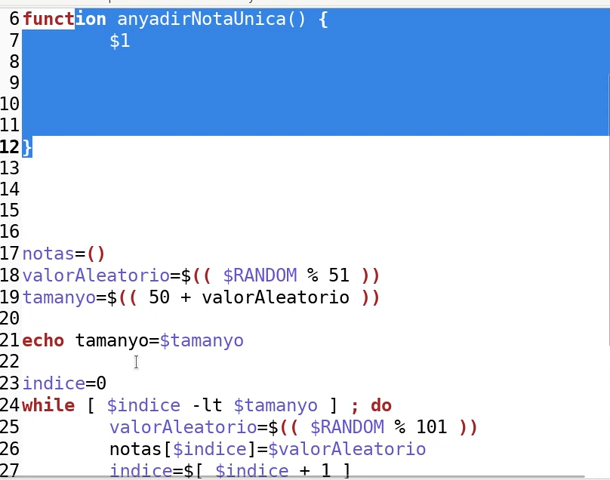 6 function anyadirNotaUnica() {
7 $1
8
9
10
11
12 }
13
14
15
16
17 notas=()
18 valorAleatorio=$(( $RANDOM % 51 ))
19 tamanyo=$(( 50 + valorAleatorio ))
20
21 echo tamanyo=$tamanyo
22
23 indice=0
24 while [ $indice -lt $tamanyo ] ; do
25 valorAleatorio=$(( $RANDOM % 101 ))
26 notas[$indice]=$valorAleatorio
27 indice=$[ $indice + 1 ]